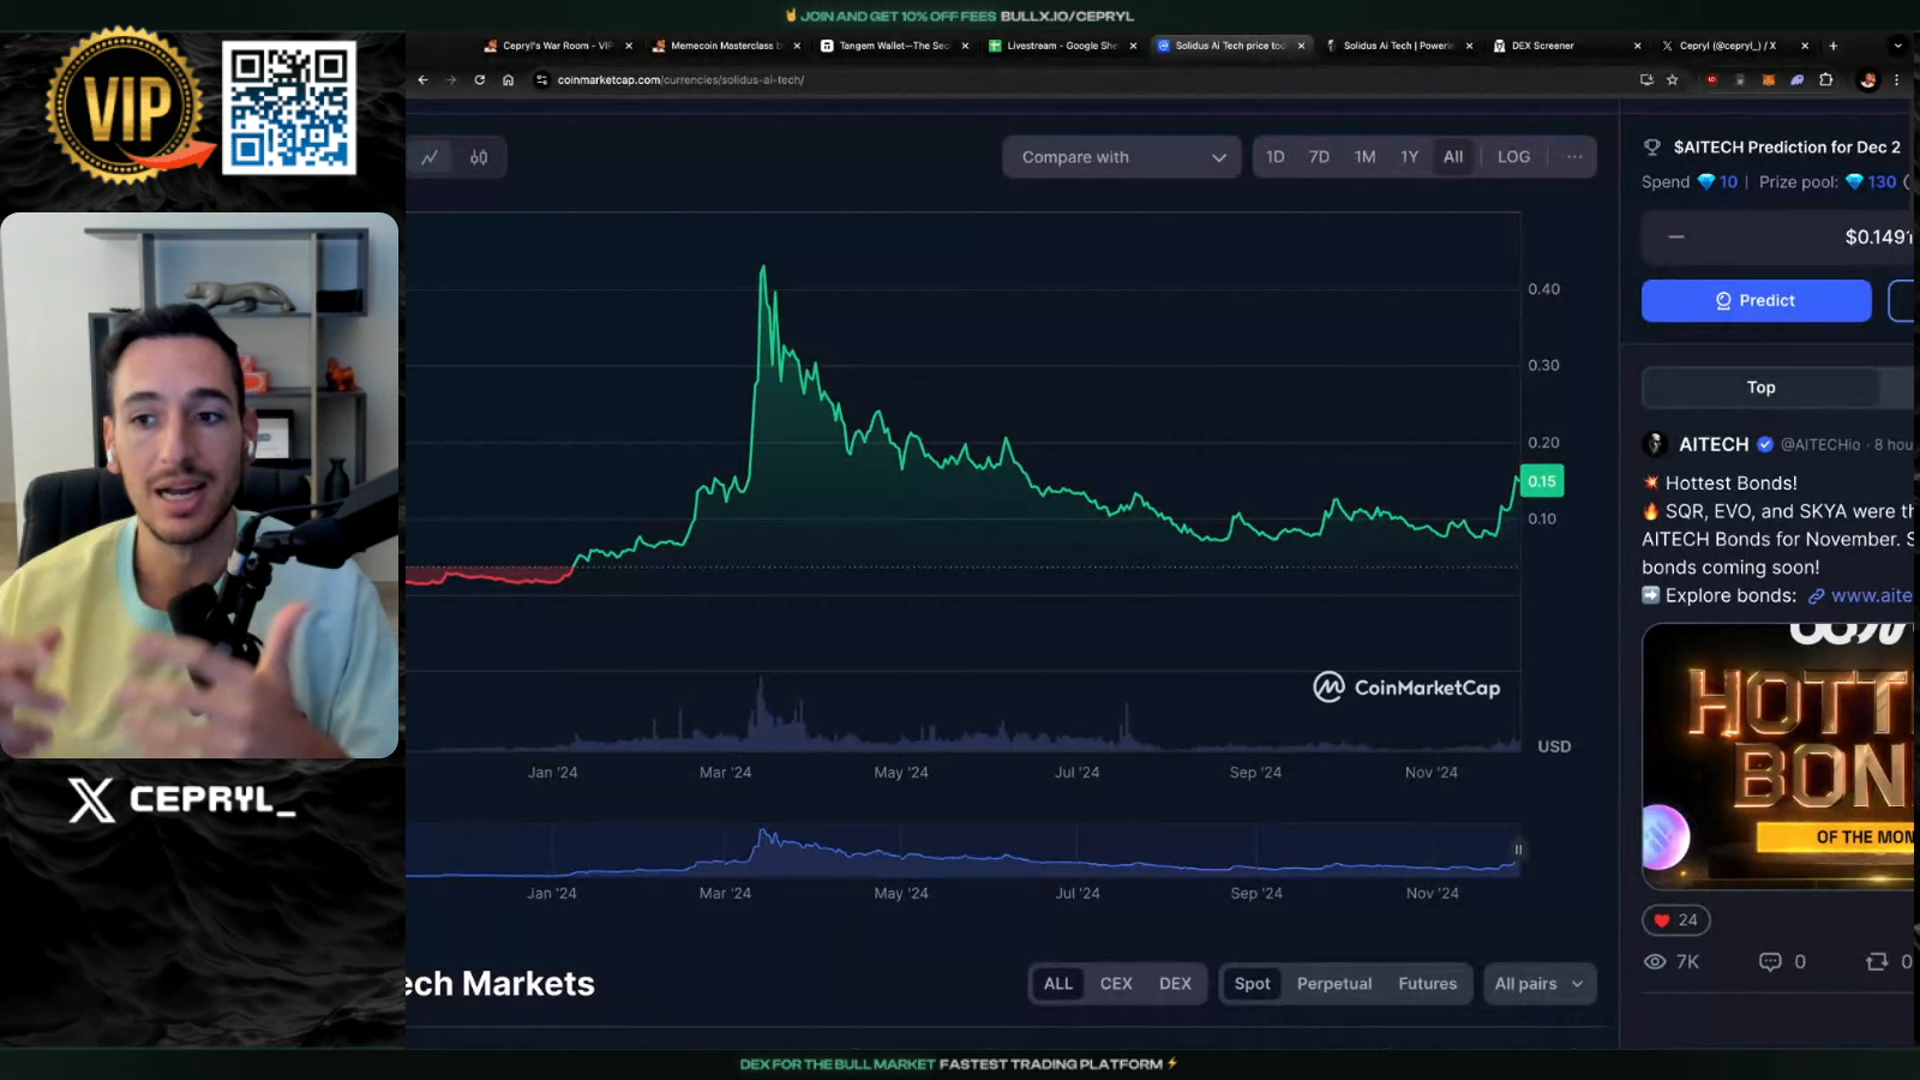 🤘 JOIN AND GET 10% OFF FEES BULLX.IO/CEPRYL
VIP
Cepryl's War Room - VIP
Memecoin Masterclass b
Tangem Wallet—The Sec
Livestream - Google She
Solidus Ai Tech price tod
Solidus Ai Tech | Powerin
DEX Screener
Cepryl (@cepryl_) / X
coinmarketcap.com/currencies/solidus-ai-tech/
Compare with
1D 7D 1M 1Y All LOG ...
$AITECH Prediction for Dec 2
Spend 💎 10 | Prize pool: 💎 130
$0.149
Predict
Top
AITECH @AITECHio · 8 hou
💥 Hottest Bonds!
🔥 SQR, EVO, and SKYA were th
AITECH Bonds for November. S
bonds coming soon!
➡️ Explore bonds: www.aite
HOTT
BON
OF THE MON
24
7K 0 0
0.40
0.30
0.20
0.15
0.10
CoinMarketCap
USD
Jan '24 Mar '24 May '24 Jul '24 Sep '24 Nov '24
Jan '24 Mar '24 May '24 Jul '24 Sep '24 Nov '24
X CEPRYL_
ech Markets
ALL CEX DEX
Spot Perpetual Futures
All pairs
DEX FOR THE BULL MARKET FASTEST TRADING PLATFORM ⚡